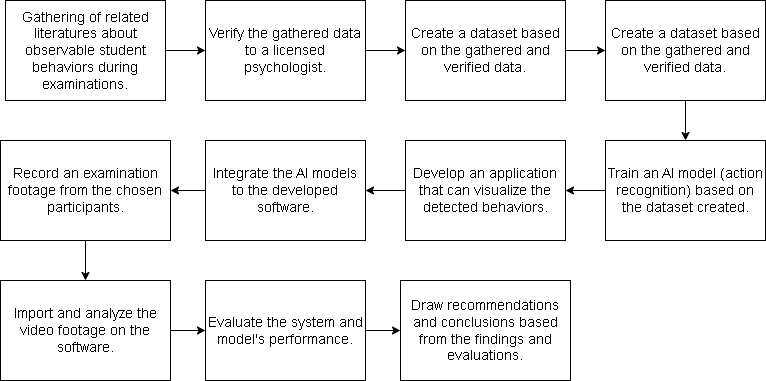 Gathering of related
literatures about
observable student
behaviors during
examinations.
Verify the gathered data
to a licensed
psychologist.
Create a dataset based
on the gathered and
verified data.
Create a dataset based
on the gathered and
verified data.
Train an AI model (action
recognition) based on
the dataset created.
Develop an application
that can visualize the
detected behaviors.
Integrate the AI models
to the developed
software.
Record an examination
footage from the chosen
participants.
Import and analyze the
video footage on the
software.
Evaluate the system and
model's performance.
Draw recommendations
and conclusions based
from the findings and
evaluations.